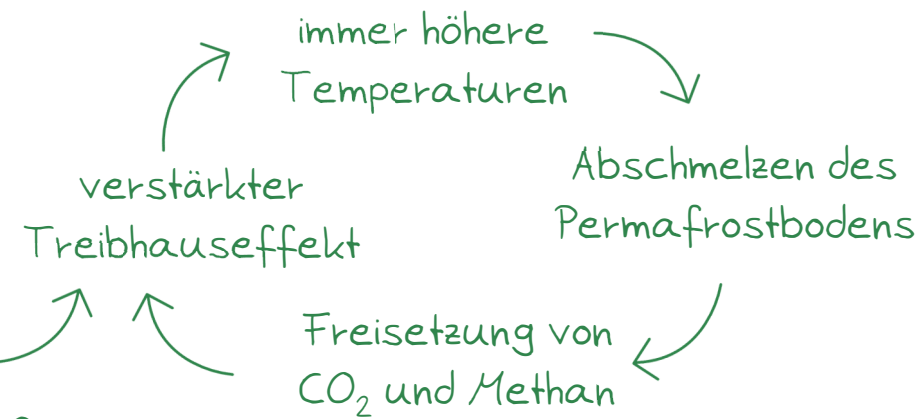 immer höhere
Temperaturen
Abschmelzen des
Permafrostbodens
verstärkter
Treibhauseffekt
Freisetzung von
CO₂ und Methan